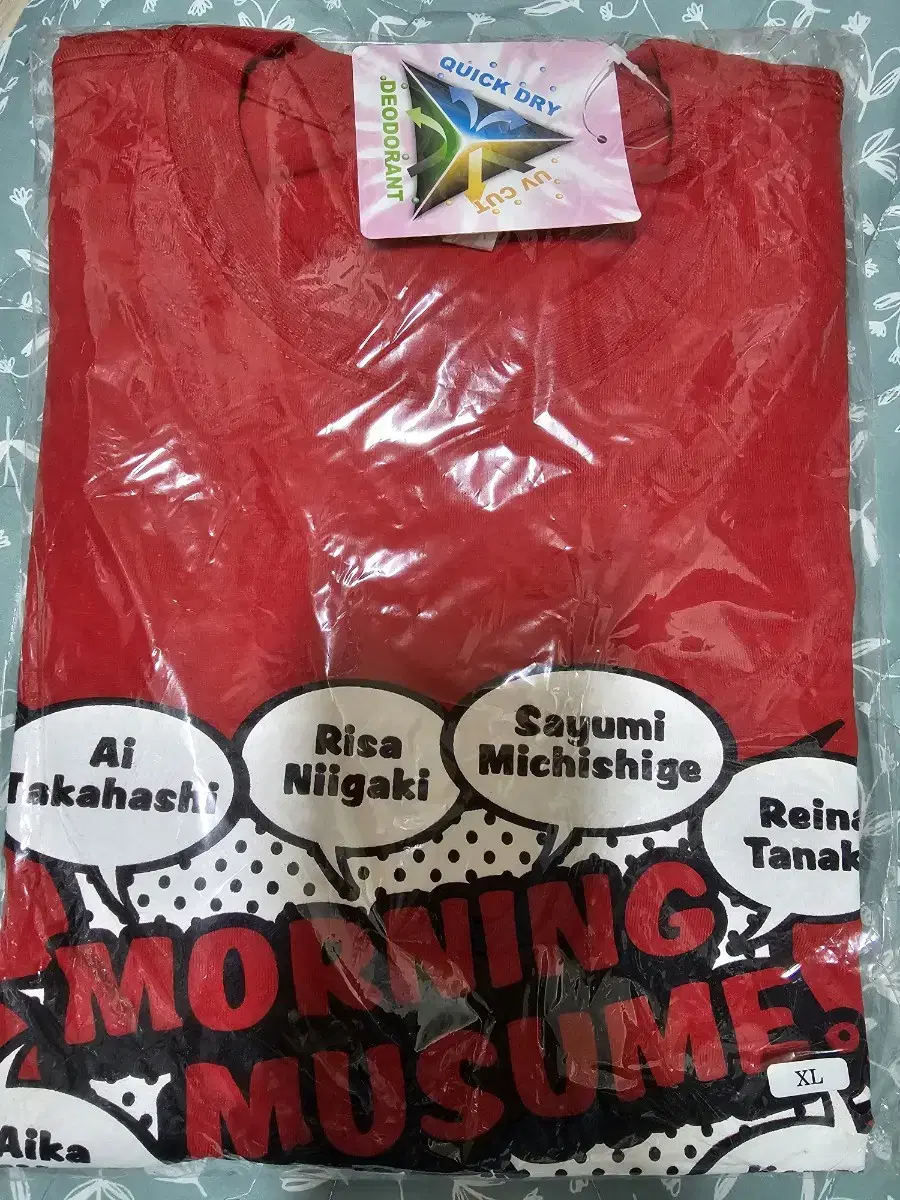 QUICK DRY
DEODORANT
UV CUT
Ai
Takahashi
Risa
Niigaki
Sayumi
Michishige
Reina
Tanak
MORNING
MUSUME!
XL
Aika